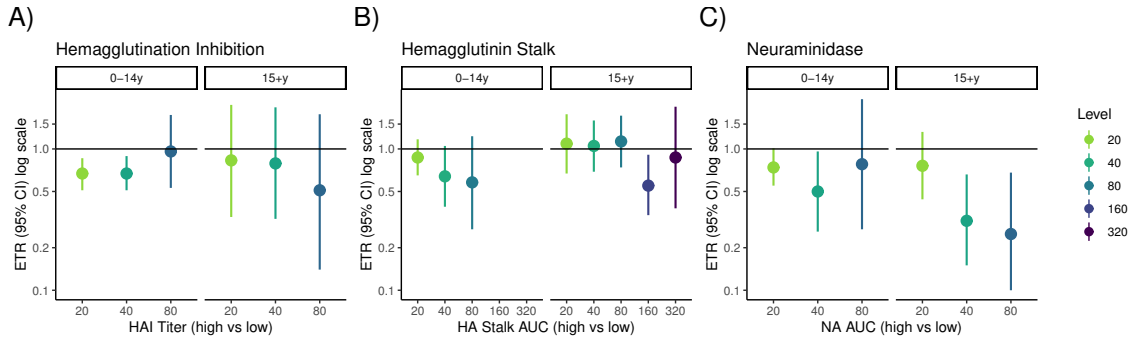 A)
Hemagglutination Inhibition
0−14y
15+y
ETR (95% CI) log scale
1.5
1.0
0.5
0.2
0.1
20 40 80
20 40 80
HAI Titer (high vs low)
B)
Hemagglutinin Stalk
0−14y
15+y
ETR (95% CI) log scale
1.5
1.0
0.5
0.2
0.1
20 40 80 160 320
20 40 80 160 320
HA Stalk AUC (high vs low)
C)
Neuraminidase
0−14y
15+y
ETR (95% CI) log scale
1.5
1.0
0.5
0.2
0.1
20 40 80
20 40 80
NA AUC (high vs low)
Level
20
40
80
160
320